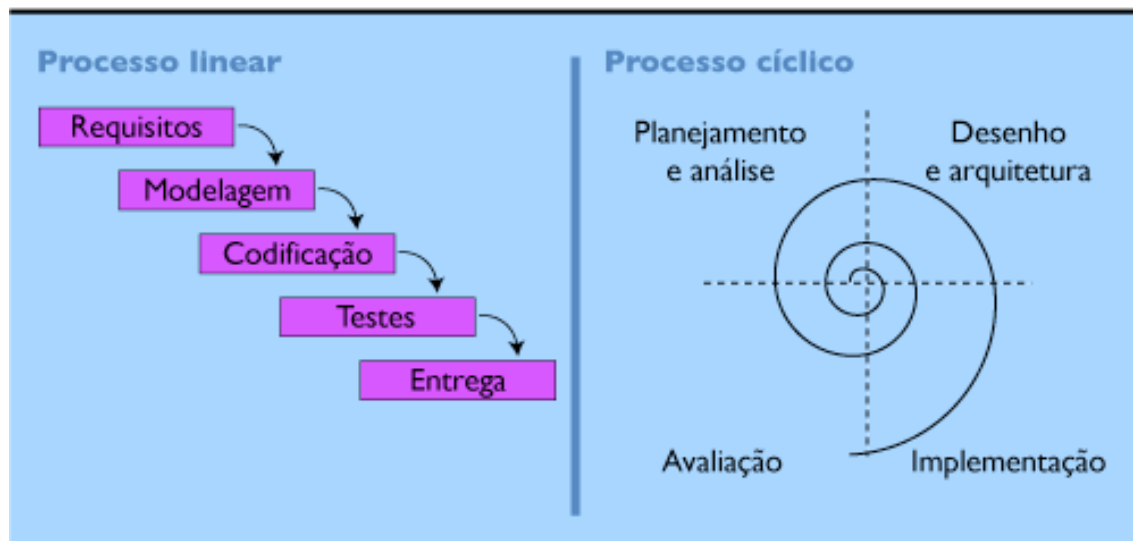 Processo linear
Requisitos
Modelagem
Codificação
Testes
Entrega
Processo cíclico
Planejamento
e análise
Desenho
e arquitetura
Avaliação
Implementação